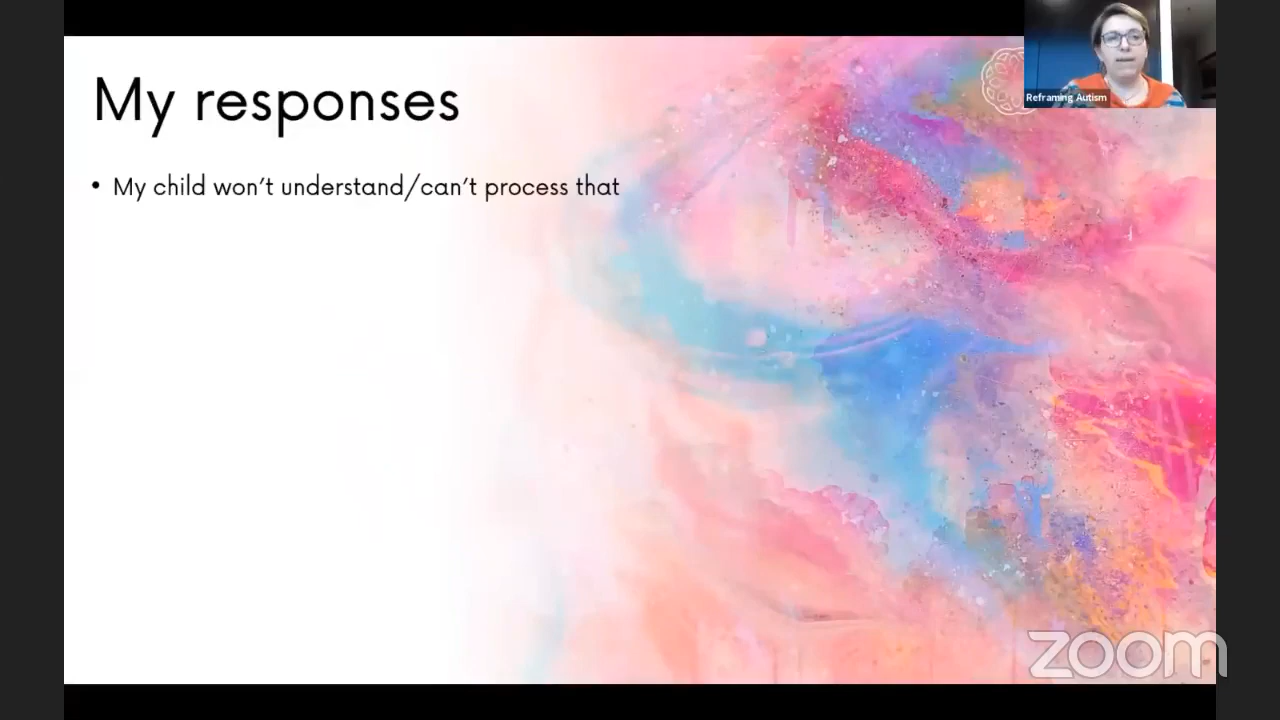 Reframing Autism
My responses
• My child won't understand/can't process that
zoom